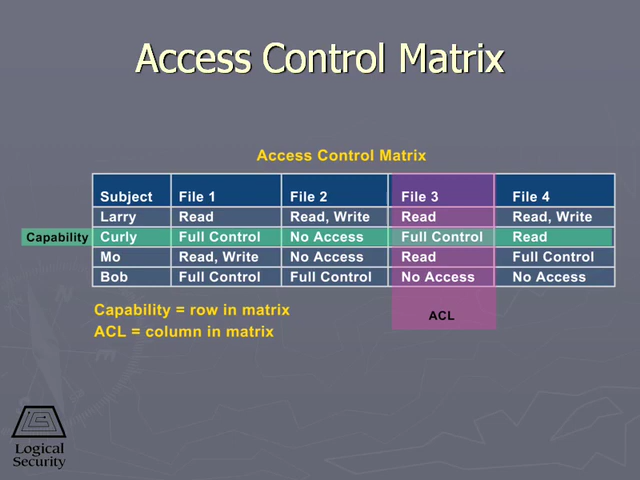 Access Control Matrix
Access Control Matrix
Subject File 1 File 2 File 3 File 4
Larry Read Read, Write Read Read, Write
Capability Curly Full Control No Access Full Control Read
Mo Read, Write No Access Read Full Control
Bob Full Control Full Control No Access No Access
Capability = row in matrix
ACL
ACL = column in matrix
Logical
Security